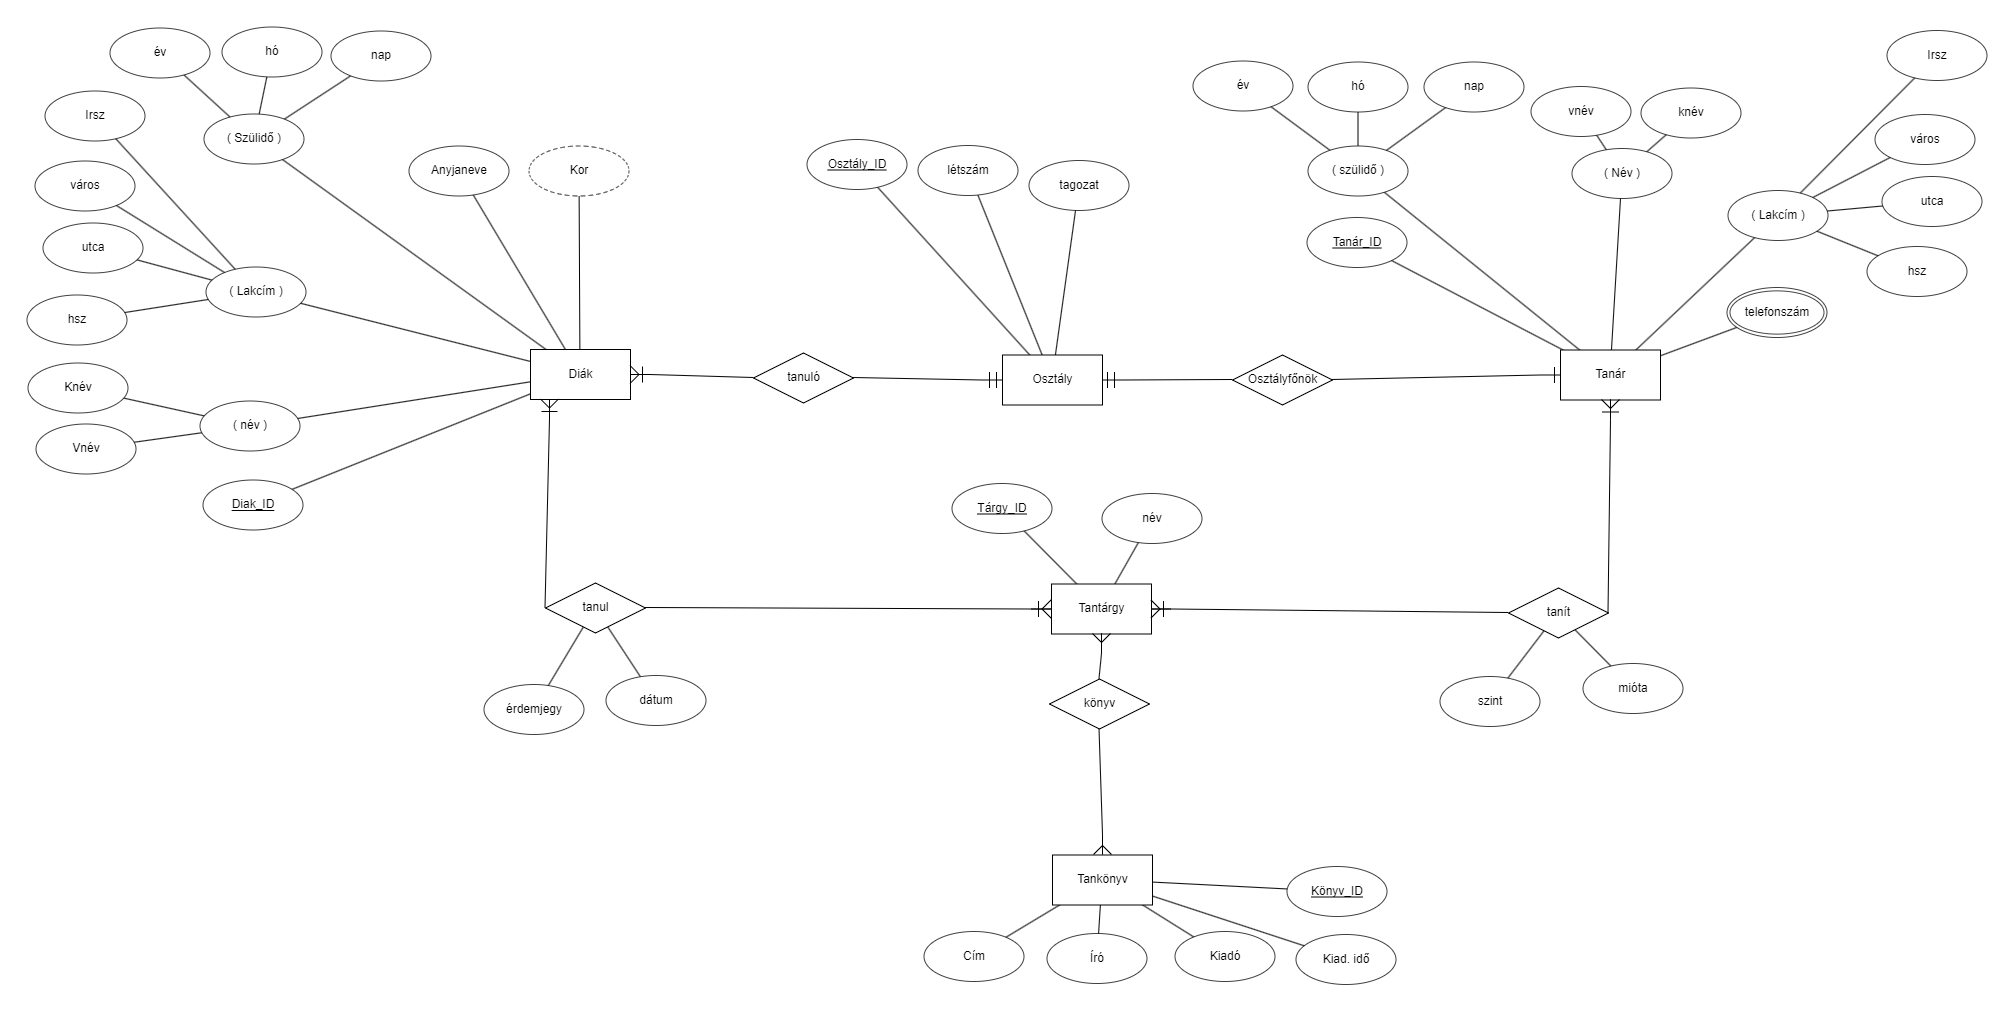 év
hó
nap
( Szülidő )
Irsz
város
utca
hsz
( Lakcím )
Knév
Vnév
( név )
Diak_ID
Anyjaneve
Kor
Diák
tanuló
Osztály_ID
létszám
tagozat
Osztály
Osztályfőnök
év
hó
nap
( szülidő )
Tanár_ID
vnév
knév
( Név )
Irsz
város
utca
hsz
( Lakcím )
telefonszám
Tanár
tanul
érdemjegy
dátum
Tárgy_ID
név
Tantárgy
tanít
szint
mióta
könyv
Tankönyv
Könyv_ID
Cím
Író
Kiadó
Kiad. idő